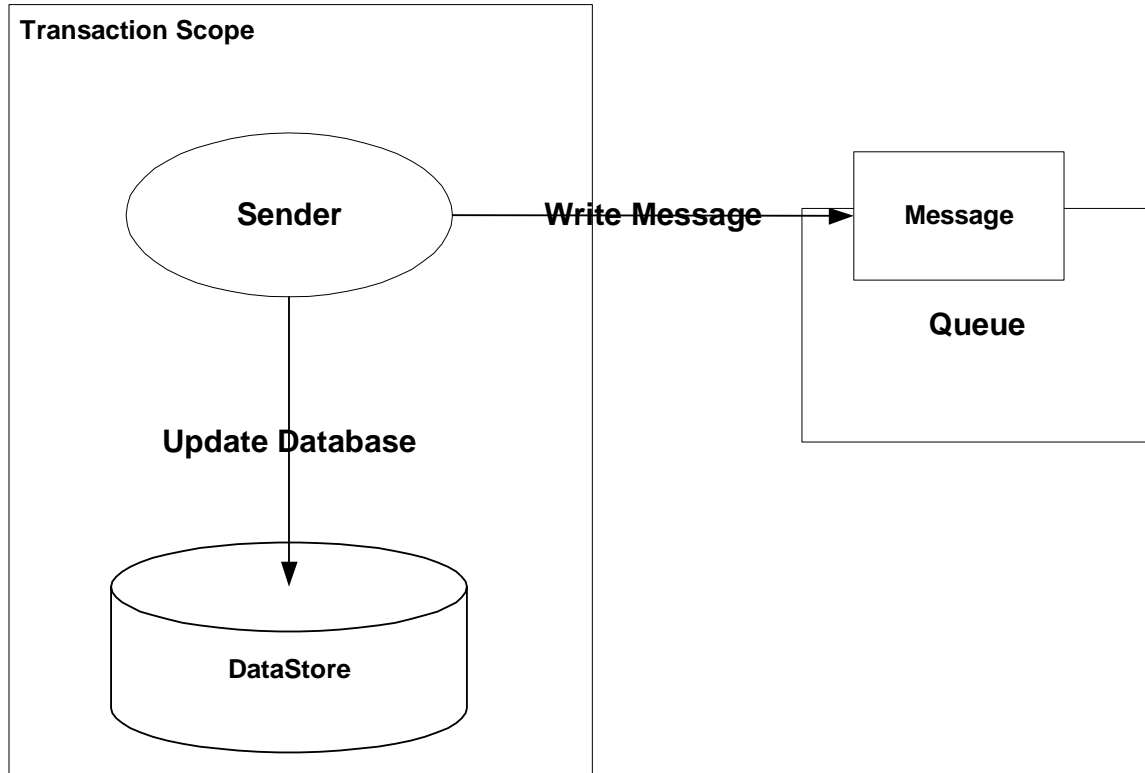 Transaction Scope
Sender
Write Message
Message
Queue
Update Database
DataStore